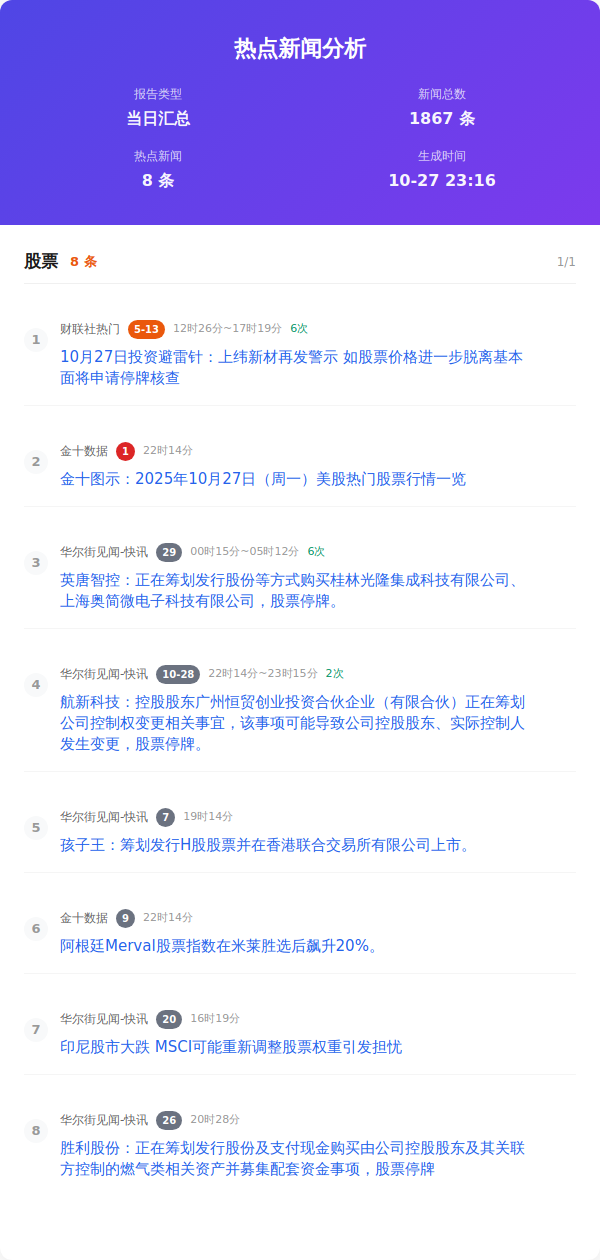 热点新闻分析
报告类型
新闻总数
当日汇总
1867 条
热点新闻
生成时间
8 条
10-27 23:16
股票 8 条 1/1
1 财联社热门 5-13 12时26分~17时19分 6次
10月27日投资避雷针：上纬新材再发警示 如股票价格进一步脱离基本
面将申请停牌核查
2 金十数据 1 22时14分
金十图示：2025年10月27日（周一）美股热门股票行情一览
3 华尔街见闻-快讯 29 00时15分~05时12分 6次
英唐智控：正在筹划发行股份等方式购买桂林光隆集成科技有限公司、
上海奥简微电子科技有限公司，股票停牌。
4 华尔街见闻-快讯 10-28 22时14分~23时15分 2次
航新科技：控股股东广州恒贸创业投资合伙企业（有限合伙）正在筹划
公司控制权变更相关事宜，该事项可能导致公司控股股东、实际控制人
发生变更，股票停牌。
5 华尔街见闻-快讯 7 19时14分
孩子王：筹划发行H股股票并在香港联合交易所有限公司上市。
6 金十数据 9 22时14分
阿根廷Merval股票指数在米莱胜选后飙升20%。
7 华尔街见闻-快讯 20 16时19分
印尼股市大跌 MSCI可能重新调整股票权重引发担忧
8 华尔街见闻-快讯 26 20时28分
胜利股份：正在筹划发行股份及支付现金购买由公司控股股东及其关联
方控制的燃气类相关资产并募集配套资金事项，股票停牌